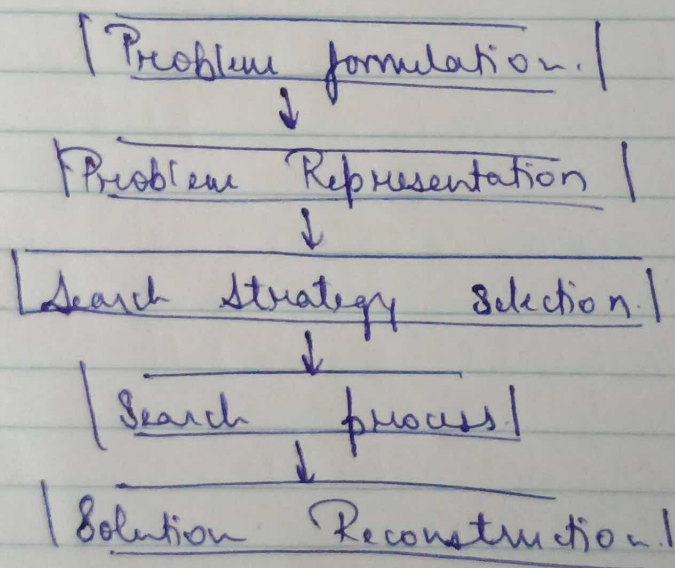 Problem formulation.
Problem Representation
Search Strategy Selection.
Search process
Solution Reconstruction.